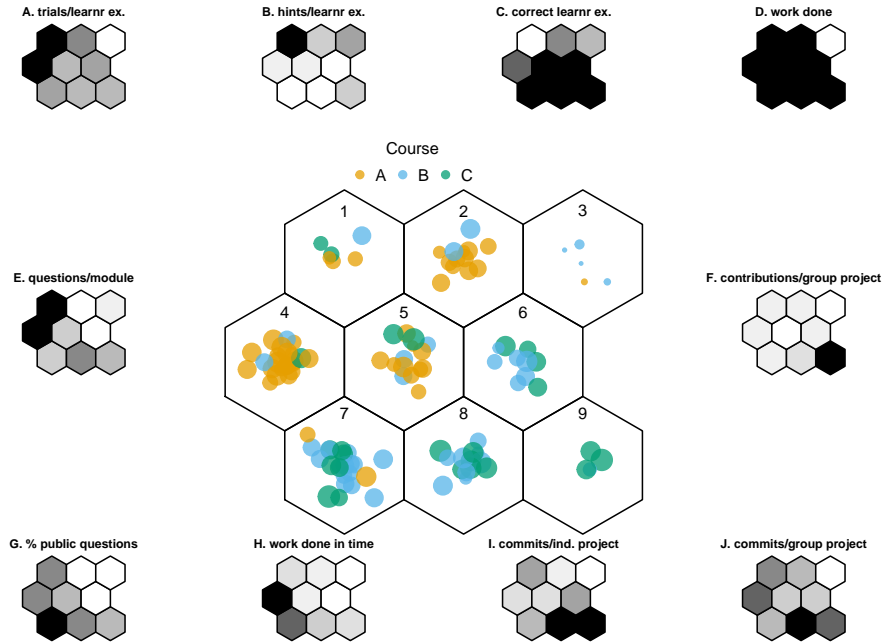 A. trials/learnr ex.
B. hints/learnr ex.
C. correct learnr ex.
D. work done
Course
A B C
1 2 3
E. questions/module
F. contributions/group project
4 5 6
7 8 9
G. % public questions
H. work done in time
I. commits/ind. project
J. commits/group project